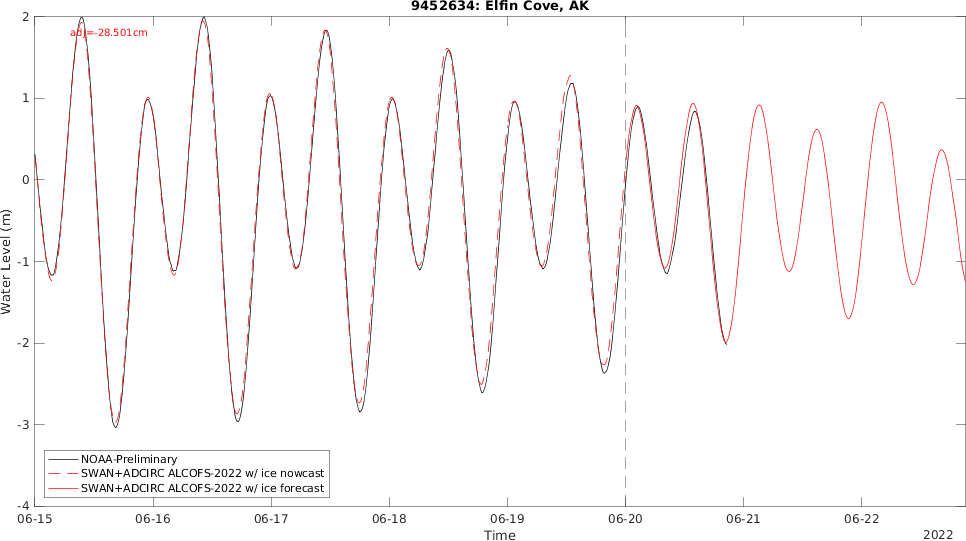 9452634: Elfin Cove, AK
adj=-28.501cm
2
1
0
-1
-2
-3
-4
Water Level (m)
NOAA-Preliminary
SWAN+ADCIRC ALCOFS-2022 w/ ice nowcast
SWAN+ADCIRC ALCOFS-2022 w/ ice forecast
06-15 06-16 06-17 06-18 06-19 06-20 06-21 06-22
Time
2022